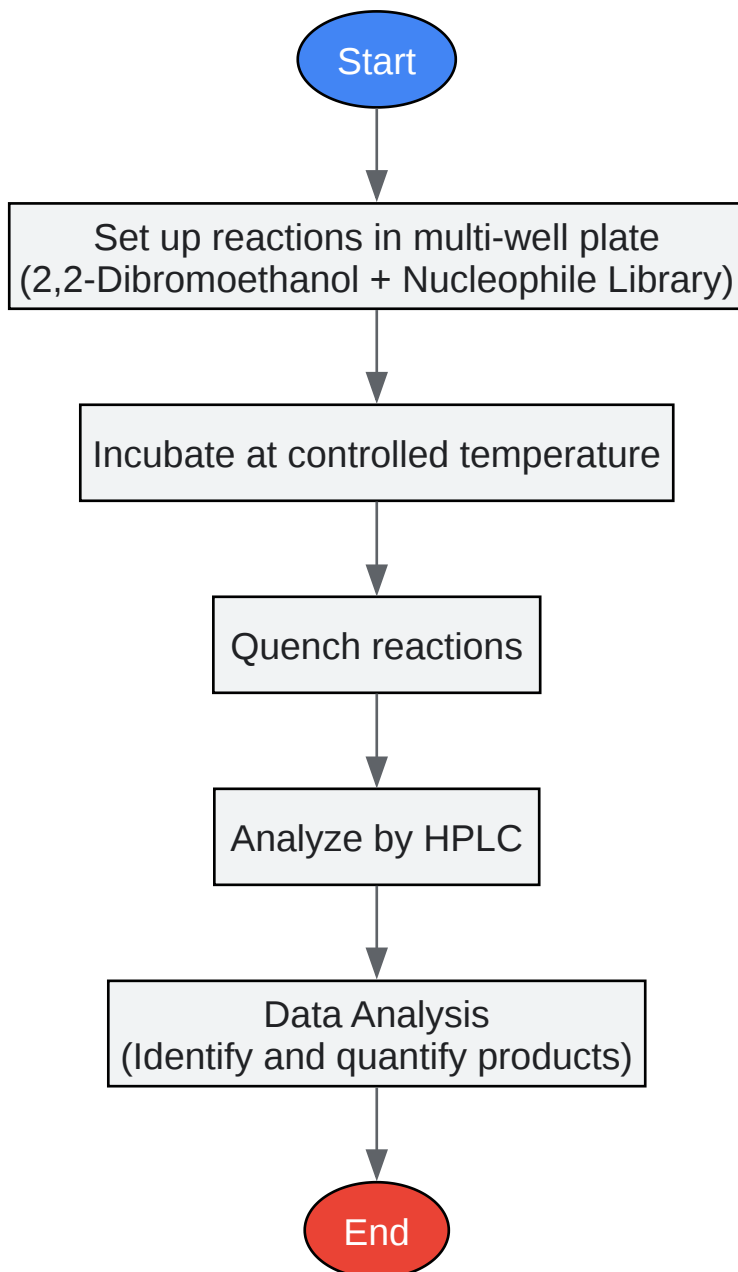 Start
Set up reactions in multi-well plate
(2,2-Dibromoethanol + Nucleophile Library)
Incubate at controlled temperature
Quench reactions
Analyze by HPLC
Data Analysis
(Identify and quantify products)
End